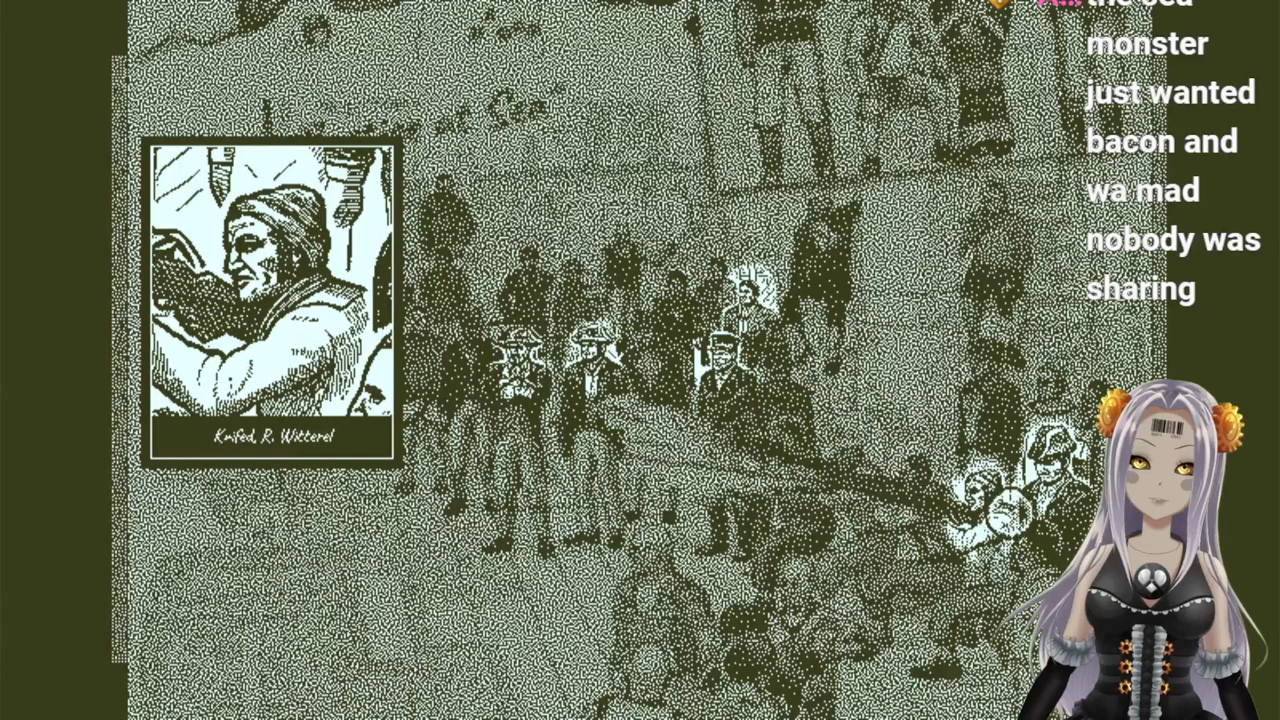 monster
just wanted
bacon and
wa mad
nobody was
sharing
Knifed, R. Witterel